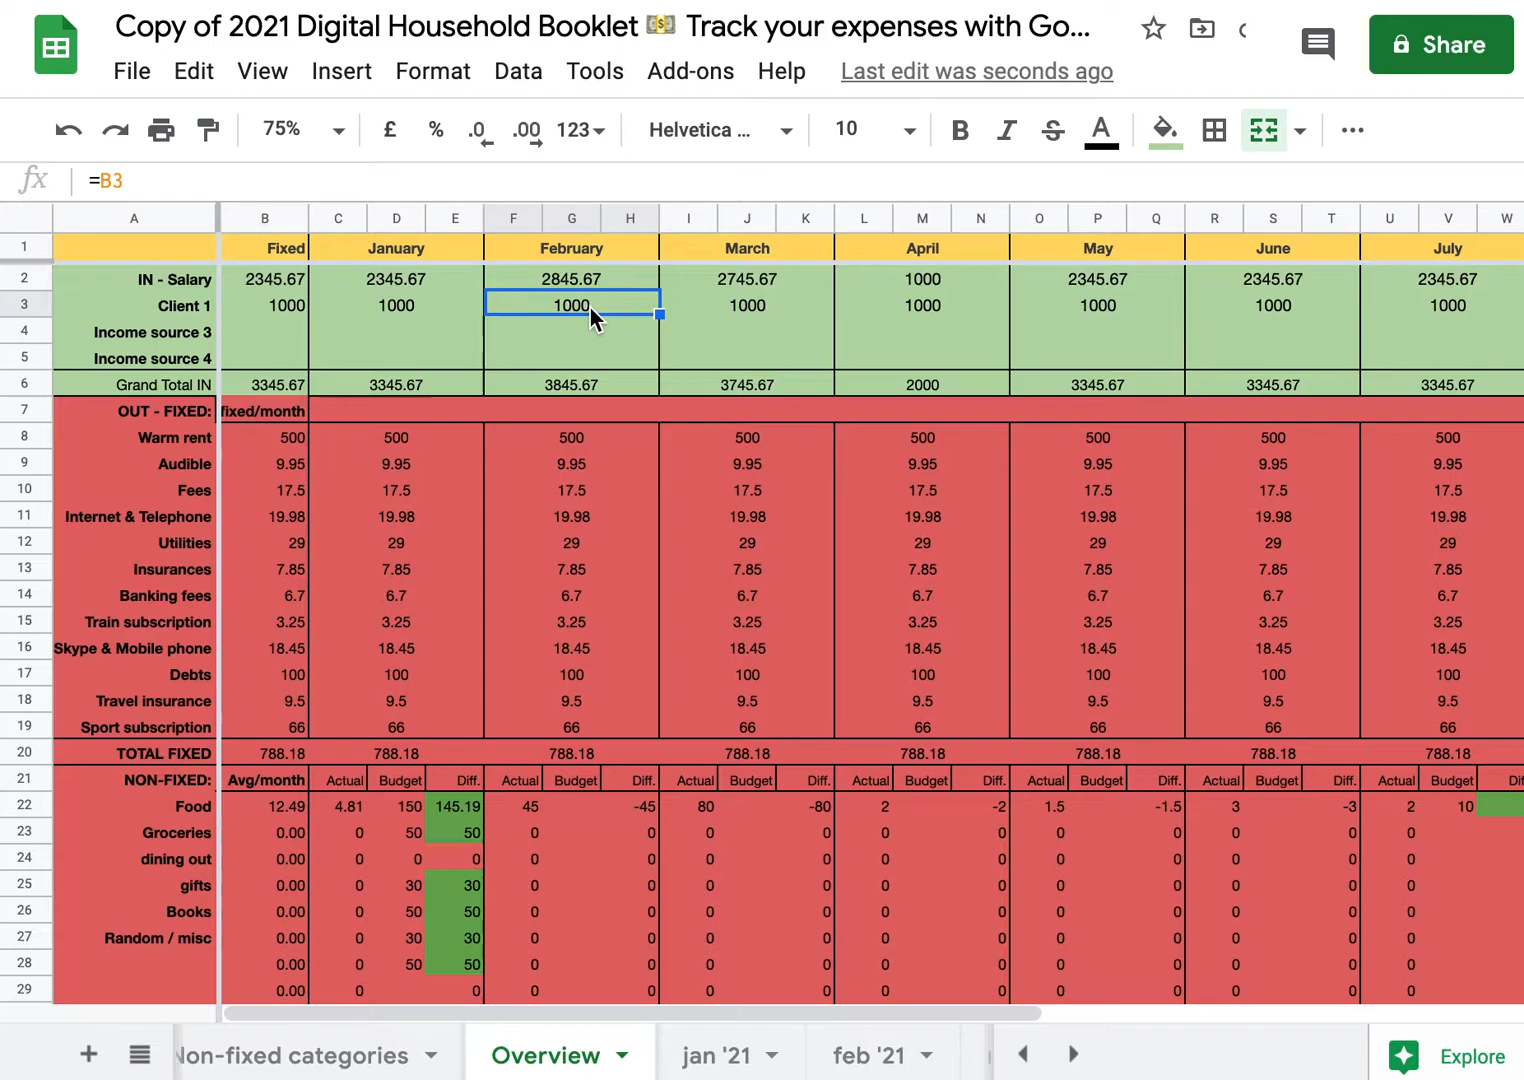 Copy of 2021 Digital Household Booklet 💵 Track your expenses with Go...
Share
File Edit View Insert Format Data Tools Add-ons Help Last edit was seconds ago
75% £ % .0 .00 123 Helvetica ... 10 B I S A
fx =B3
A B C D E F G H I J K L M N O P Q R S T U V W
1 Fixed January February March April May June July
2 IN - Salary 2345.67 2345.67 2845.67 2745.67 1000 2345.67 2345.67 2345.67
3 Client 1 1000 1000 1000 1000 1000 1000 1000 1000
4 Income source 3
5 Income source 4
6 Grand Total IN 3345.67 3345.67 3845.67 3745.67 2000 3345.67 3345.67 3345.67
7 OUT - FIXED: fixed/month
8 Warm rent 500 500 500 500 500 500 500 500
9 Audible 9.95 9.95 9.95 9.95 9.95 9.95 9.95 9.95
10 Fees 17.5 17.5 17.5 17.5 17.5 17.5 17.5 17.5
11 Internet & Telephone 19.98 19.98 19.98 19.98 19.98 19.98 19.98 19.98
12 Utilities 29 29 29 29 29 29 29 29
13 Insurances 7.85 7.85 7.85 7.85 7.85 7.85 7.85 7.85
14 Banking fees 6.7 6.7 6.7 6.7 6.7 6.7 6.7 6.7
15 Train subscription 3.25 3.25 3.25 3.25 3.25 3.25 3.25 3.25
16 Skype & Mobile phone 18.45 18.45 18.45 18.45 18.45 18.45 18.45 18.45
17 Debts 100 100 100 100 100 100 100 100
18 Travel insurance 9.5 9.5 9.5 9.5 9.5 9.5 9.5 9.5
19 Sport subscription 66 66 66 66 66 66 66 66
20 TOTAL FIXED 788.18 788.18 788.18 788.18 788.18 788.18 788.18 788.18
21 NON-FIXED: Avg/month Actual Budget Diff. Actual Budget Diff. Actual Budget Diff. Actual Budget Diff. Actual Budget Diff. Actual Budget Diff. Actual Budget
22 Food 12.49 4.81 150 145.19 45 -45 80 -80 2 -2 1.5 -1.5 3 -3 2 10
23 Groceries 0.00 0 50 50 0 0 0 0 0 0 0 0 0 0 0
24 dining out 0.00 0 0 0 0 0 0 0 0 0 0 0 0 0 0
25 gifts 0.00 0 30 30 0 0 0 0 0 0 0 0 0 0 0
26 Books 0.00 0 50 50 0 0 0 0 0 0 0 0 0 0 0
27 Random / misc 0.00 0 30 30 0 0 0 0 0 0 0 0 0 0 0
28 0.00 0 50 50 0 0 0 0 0 0 0 0 0 0 0
29 0.00 0 0 0 0 0 0 0 0 0 0 0 0 0
+ Non-fixed categories Overview jan '21 feb '21 Explore